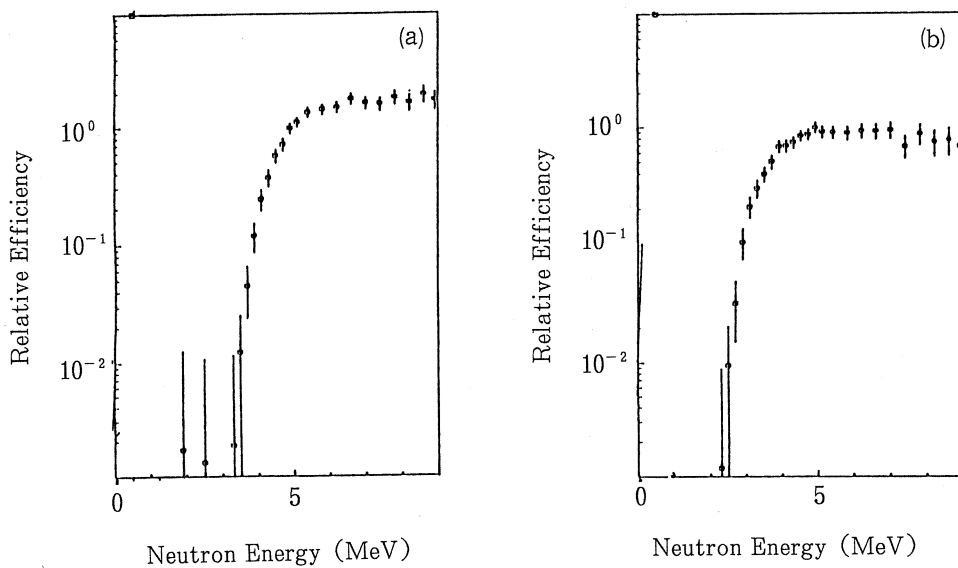 (a)
10⁰
10⁻¹
10⁻²
0
5
Relative Efficiency
Neutron Energy (MeV)
(b)
10⁰
10⁻¹
10⁻²
0
5
Relative Efficiency
Neutron Energy (MeV)